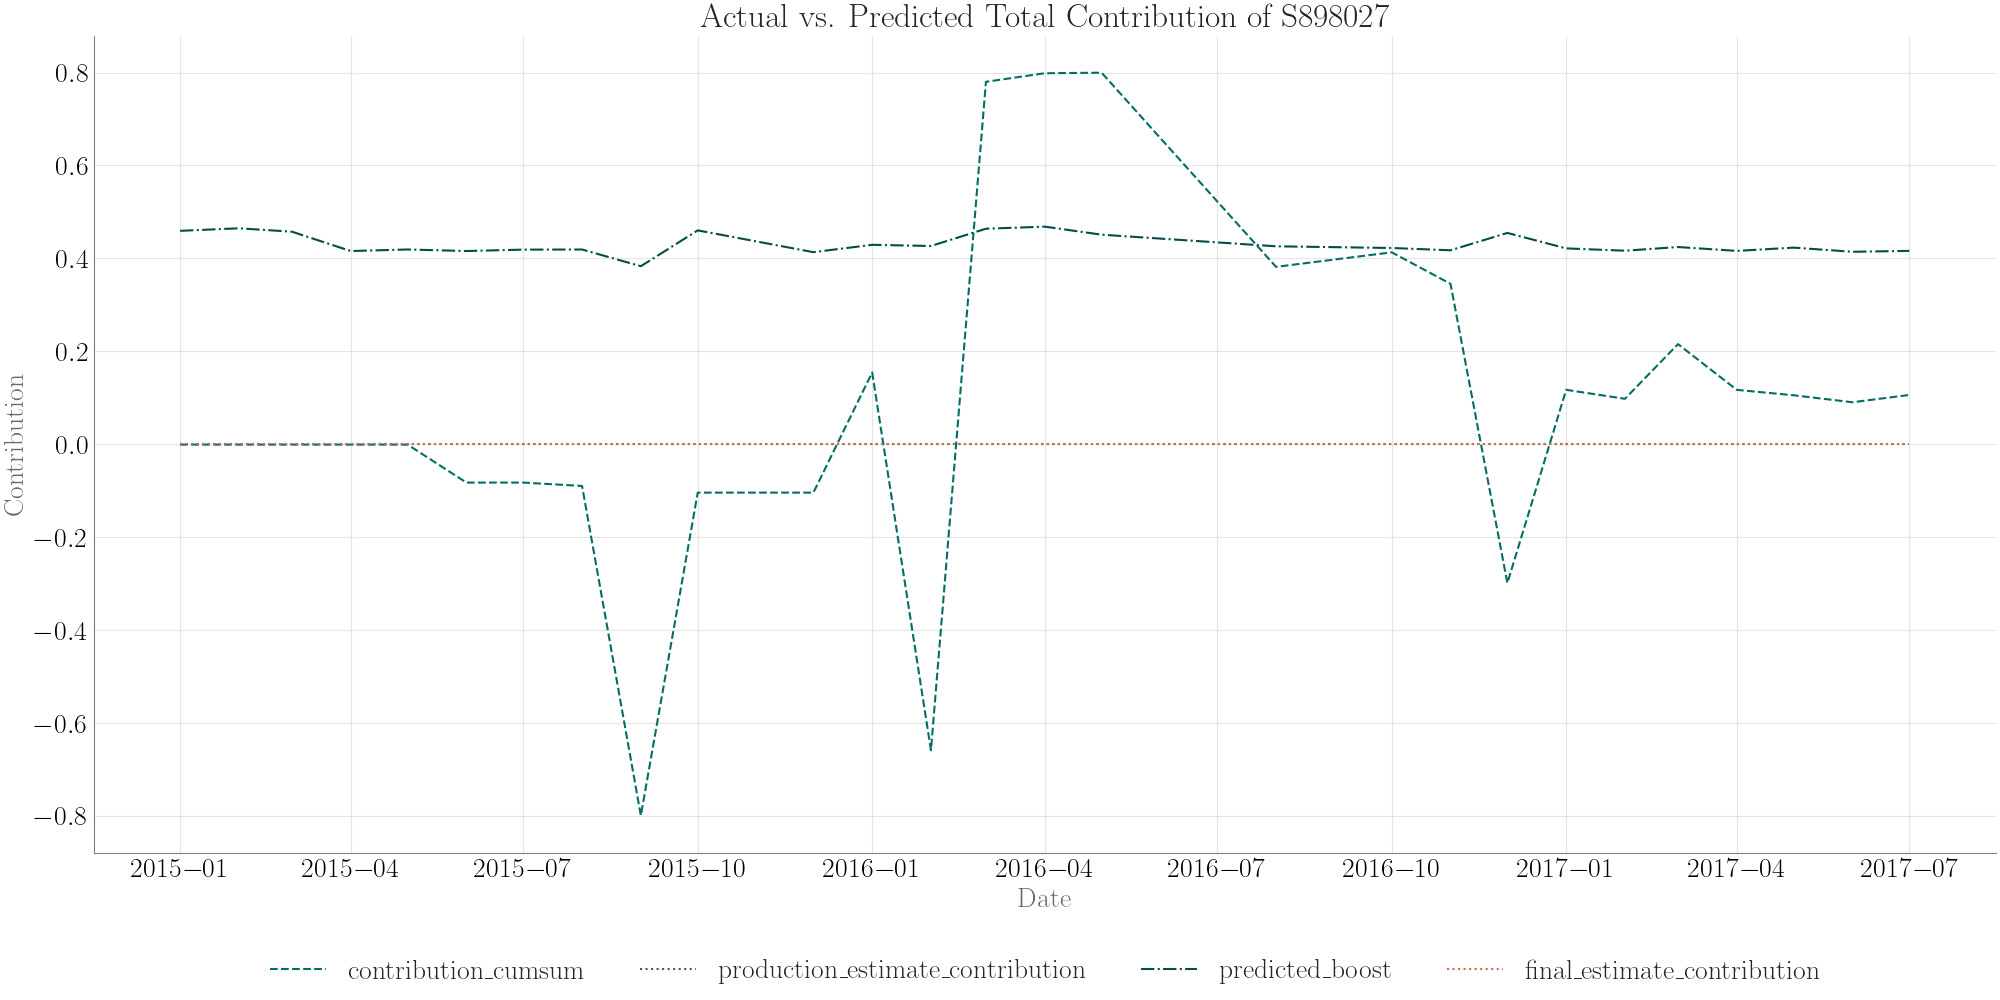 Actual vs. Predicted Total Contribution of S898027
0.8
0.6
0.4
0.2
0.0
−0.2
−0.4
−0.6
−0.8
Contribution
2015−01 2015−04 2015−07 2015−10 2016−01 2016−04 2016−07 2016−10 2017−01 2017−04 2017−07
Date
contribution_cumsum production_estimate_contribution predicted_boost final_estimate_contribution